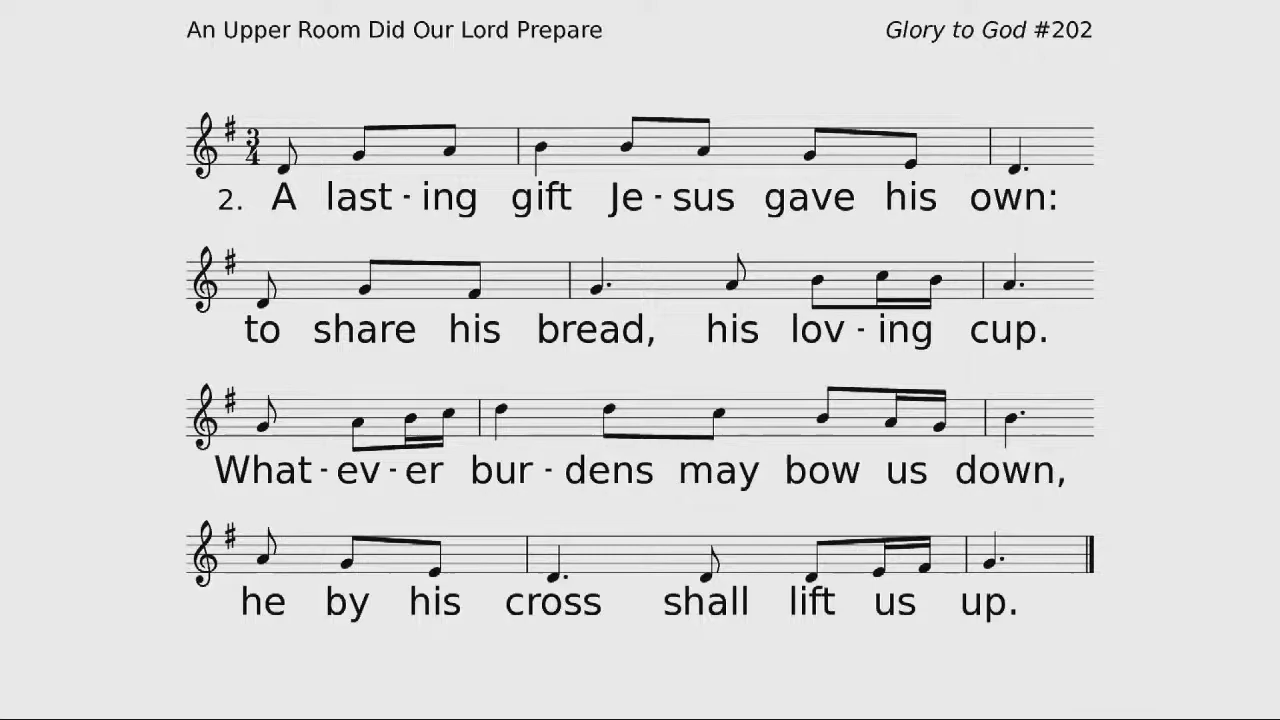 An Upper Room Did Our Lord Prepare
Glory to God #202
3
4
2. A last - ing gift Je - sus gave his own:
to share his bread, his lov - ing cup.
What - ev - er bur - dens may bow us down,
he by his cross shall lift us up.